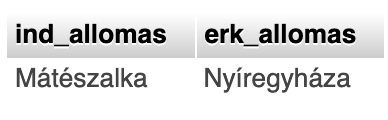 ind_allomas erk_allomas
Mátészalka Nyíregyháza